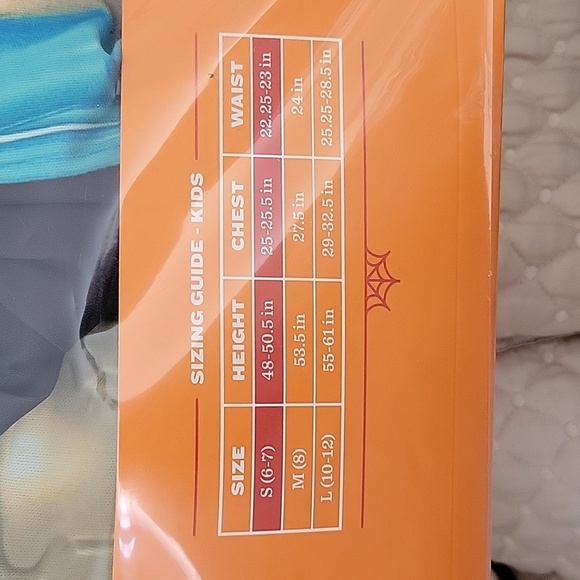 SIZING GUIDE - KIDS
SIZE HEIGHT CHEST WAIST
S (6-7) 48-50.5 in 25-25.5 in 22.25-23 in
M (8) 53.5 in 27.5 in 24 in
L (10-12) 55-61 in 29-32.5 in 25.25-28.5 in